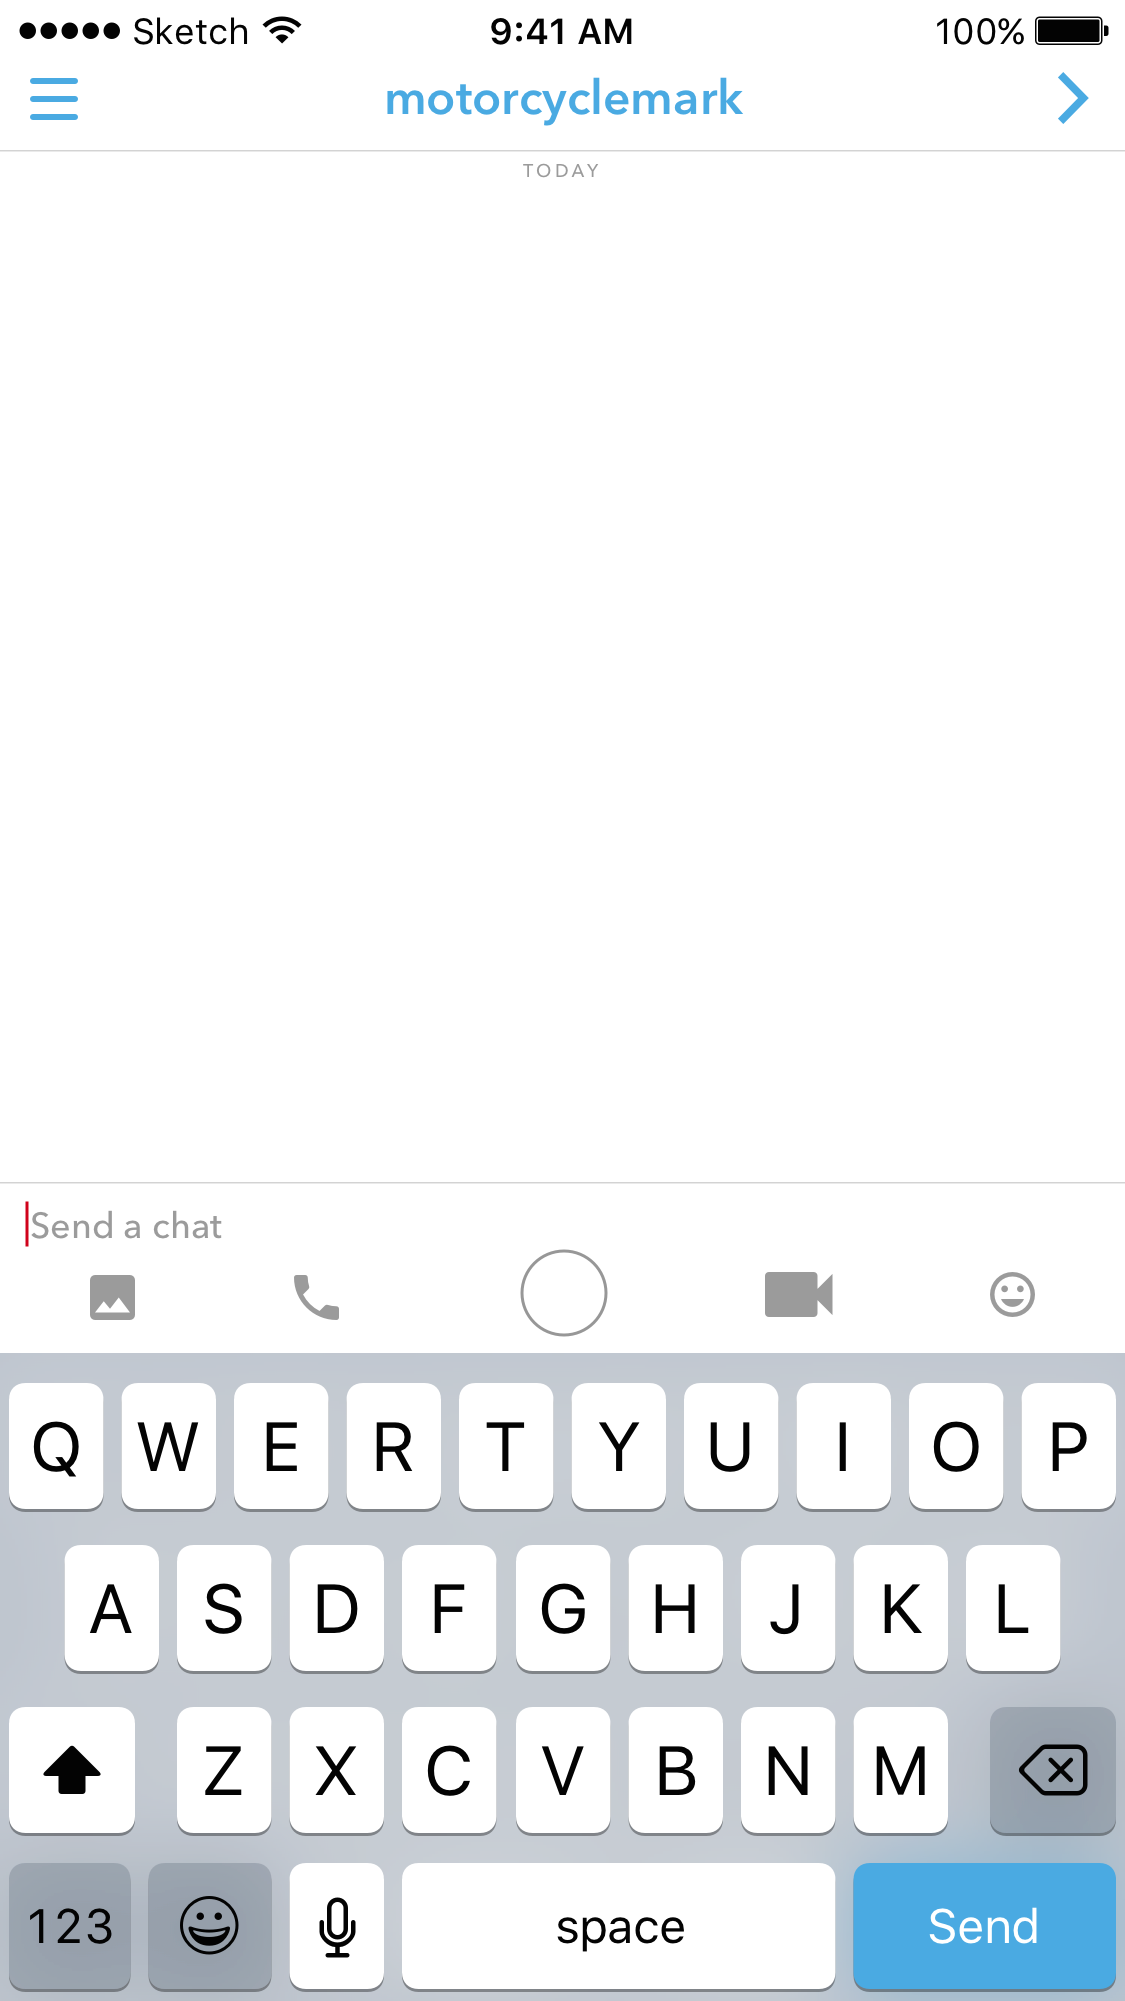 Sketch 9:41 AM 100%
motorcyclemark
TODAY
Send a chat
Q W E R T Y U I O P
A S D F G H J K L
Z X C V B N M
123 space Send